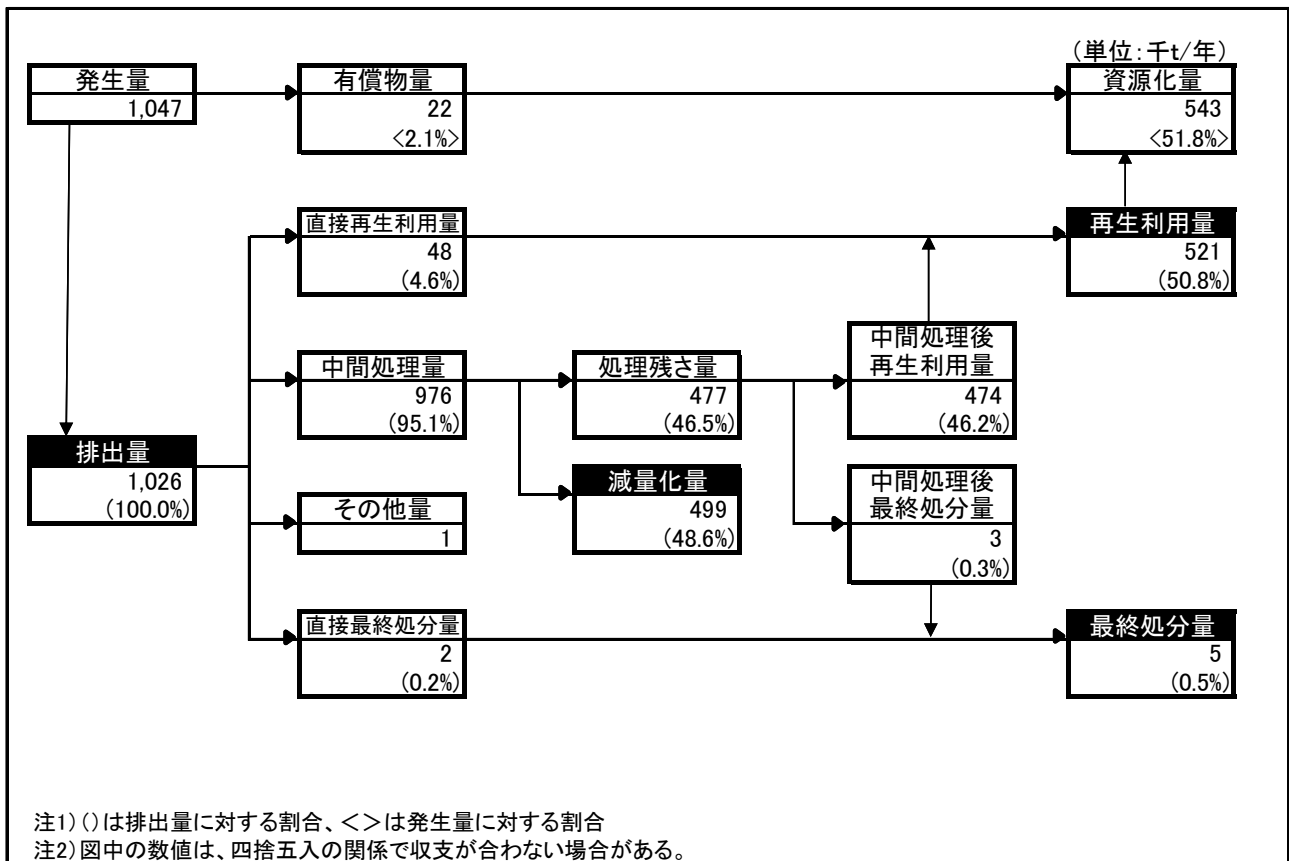 （単位：千t/年）
発生量
1,047
有償物量
22
<2.1%>
資源化量
543
<51.8%>
直接再生利用量
48
(4.6%)
再生利用量
521
(50.8%)
中間処理量
976
(95.1%)
処理残さ量
477
(46.5%)
中間処理後
再生利用量
474
(46.2%)
排出量
1,026
(100.0%)
その他量
1
減量化量
499
(48.6%)
中間処理後
最終処分量
3
(0.3%)
直接最終処分量
2
(0.2%)
最終処分量
5
(0.5%)
注1)()は排出量に対する割合、＜＞は発生量に対する割合
注2)図中の数値は、四捨五入の関係で収支が合わない場合がある。